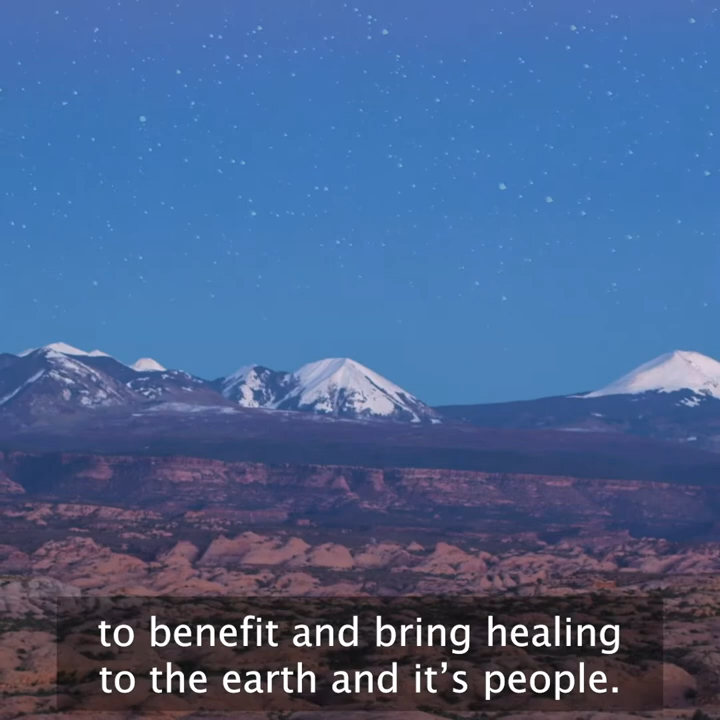 to benefit and bring healing
to the earth and it’s people.